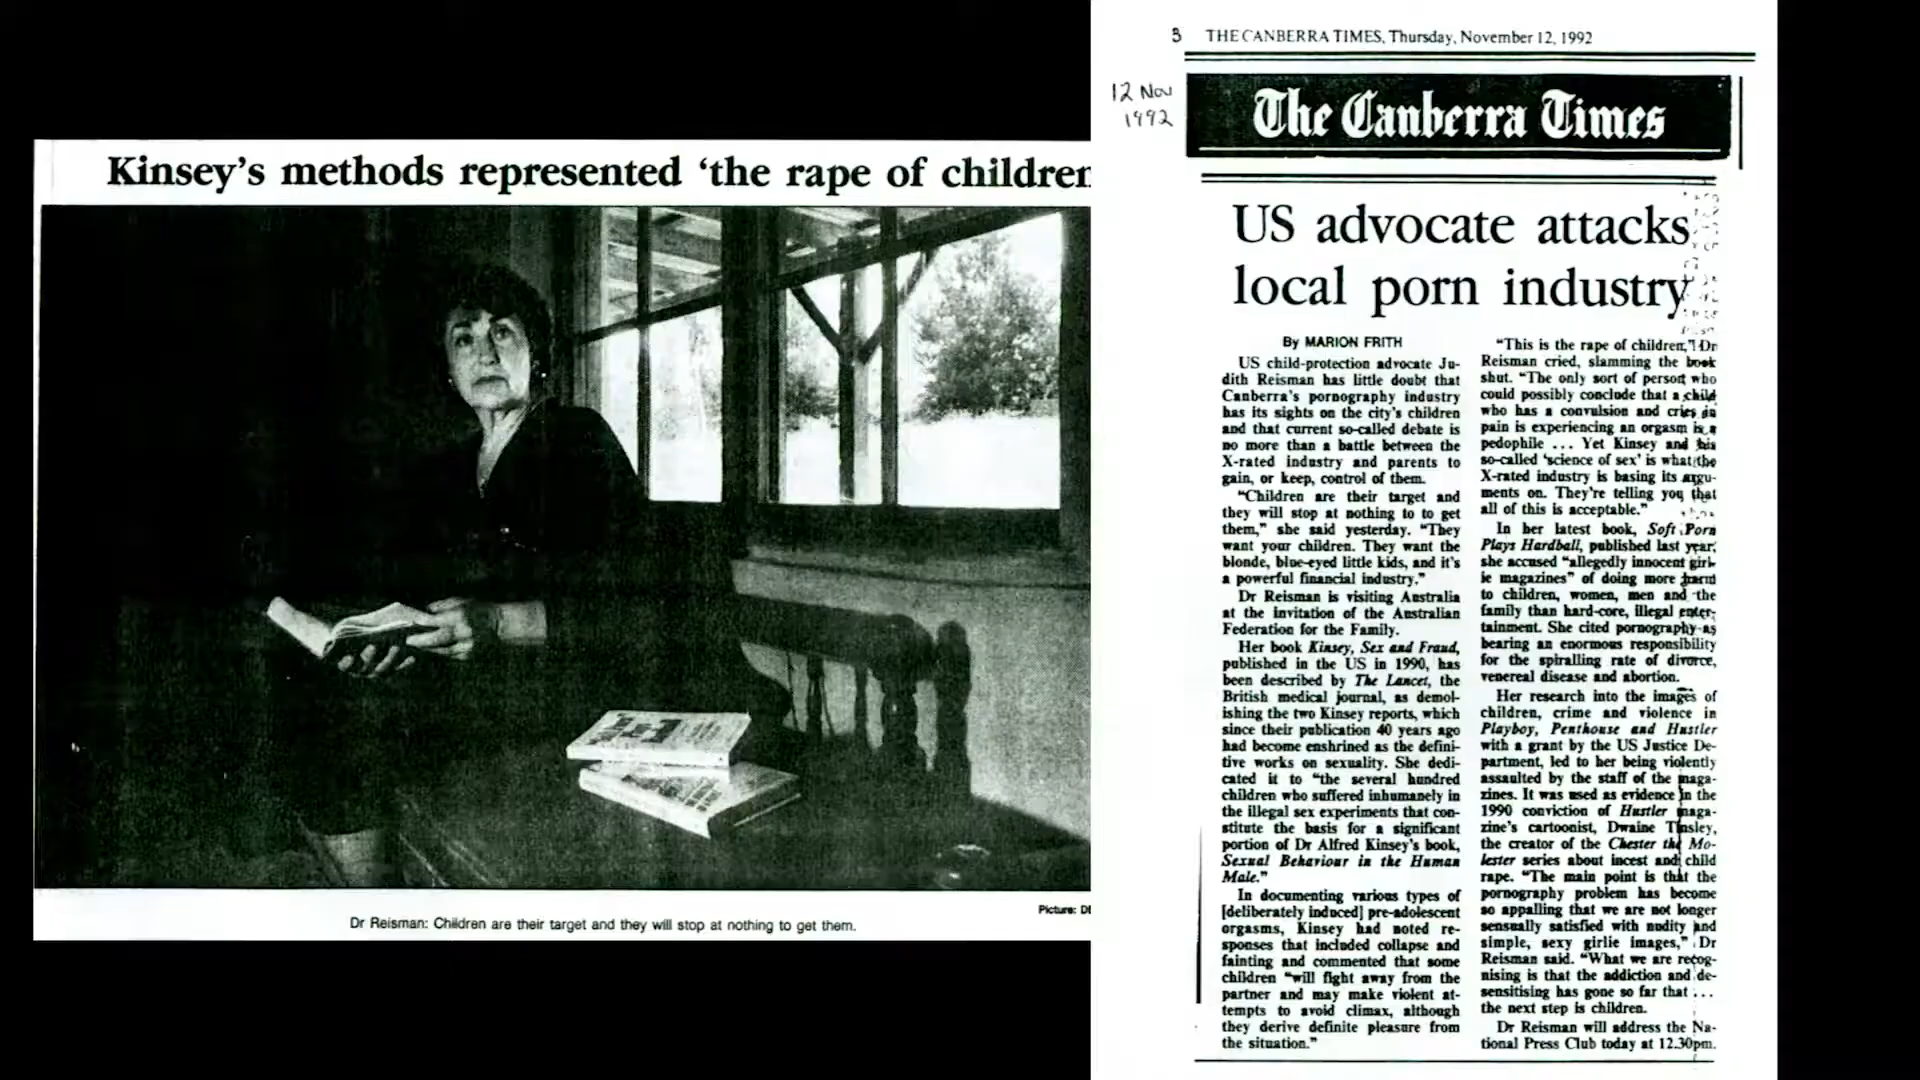 Kinsey's methods represented 'the rape of children
Picture:
Dr Reisman: Children are their target and they will stop at nothing to get them.
3 THE CANBERRA TIMES, Thursday, November 12, 1992
12 Nov
1992
The Canberra Times
US advocate attacks
local porn industry
By MARION FRITH
US child-protection advocate Ju-
dith Reisman has little doubt that
Canberra's pornography industry
has its sights on the city's children
and that current so-called debate is
no more than a battle between the
X-rated industry and parents to
gain, or keep, control of them.
"Children are their target and
they will stop at nothing to to get
them," she said yesterday. "They
want your children. They want the
blonde, blue-eyed little kids, and it's
a powerful financial industry."
Dr Reisman is visiting Australia
at the invitation of the Australian
Federation for the Family.
Her book Kinsey, Sex and Fraud,
published in the US in 1990, has
been described by The Lancet, the
British medical journal, as demol-
ishing the two Kinsey reports, which
since their publication 40 years ago
had become enshrined as the defini-
tive works on sexuality. She dedi-
cated it to "the several hundred
children who suffered inhumanely in
the illegal sex experiments that con-
stitute the basis for a significant
portion of Dr Alfred Kinsey's book,
Sexual Behaviour in the Human
Male."
In documenting various types of
[deliberately induced] pre-adolescent
orgasms, Kinsey had noted re-
sponses that included collapse and
fainting and commented that some
children "will fight away from the
partner and may make violent at-
tempts to avoid climax, although
they derive definite pleasure from
the situation."
"This is the rape of children," Dr
Reisman cried, slamming the book
shut. "The only sort of person who
could possibly conclude that a child
who has a convulsion and cries in
pain is experiencing an orgasm is a
pedophile ... Yet Kinsey and his
so-called 'science of sex' is what the
X-rated industry is basing its argu-
ments on. They're telling you that
all of this is acceptable."
In her latest book, Soft Porn
Plays Hardball, published last year,
she accused "allegedly innocent girl-
ie magazines" of doing more harm
to children, women, men and the
family than hard-core, illegal enter-
tainment. She cited pornography as
bearing an enormous responsibility
for the spiralling rate of divorce,
venereal disease and abortion.
Her research into the images of
children, crime and violence in
Playboy, Penthouse and Hustler
with a grant by the US Justice De-
partment, led to her being violently
assaulted by the staff of the maga-
zines. It was used as evidence in the
1990 conviction of Hustler maga-
zine's cartoonist, Dwaine Tinsley,
the creator of the Chester the Mo-
lester series about incest and child
rape. "The main point is that the
pornography problem has become
so appalling that we are not longer
sensually satisfied with nudity and
simple, sexy girlie images," Dr
Reisman said. "What we are recog-
nising is that the addiction and de-
sensitising has gone so far that ...
the next step is children.
Dr Reisman will address the Na-
tional Press Club today at 12.30pm.